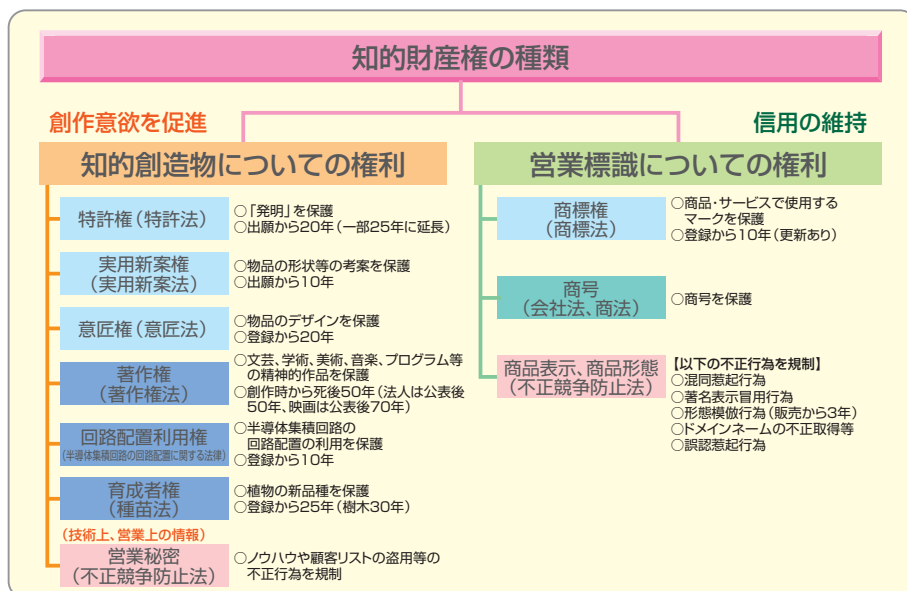 知的財産権の種類
創作意欲を促進
知的創造物についての権利
特許権（特許法）
○「発明」を保護
○出願から20年（一部25年に延長）
実用新案権
（実用新案法）
○物品の形状等の考案を保護
○出願から10年
意匠権（意匠法）
○物品のデザインを保護
○登録から20年
著作権
（著作権法）
○文芸、学術、美術、音楽、プログラム等
の精神的作品を保護
○創作時から死後50年（法人は公表後
50年、映画は公表後70年）
回路配置利用権
（半導体集積回路の回路配置に関する法律）
○半導体集積回路の
回路配置の利用を保護
○登録から10年
育成者権
（種苗法）
○植物の新品種を保護
○登録から25年（樹木30年）
（技術上、営業上の情報）
営業秘密
（不正競争防止法）
○ノウハウや顧客リストの盗用等の
不正行為を規制
信用の維持
営業標識についての権利
商標権
（商標法）
○商品・サービスで使用する
マークを保護
○登録から10年（更新あり）
商号
（会社法、商法）
○商号を保護
商品表示、商品形態
（不正競争防止法）
【以下の不正行為を規制】
○混同惹起行為
○著名表示冒用行為
○形態模倣行為（販売から3年）
○ドメインネームの不正取得等
○誤認惹起行為